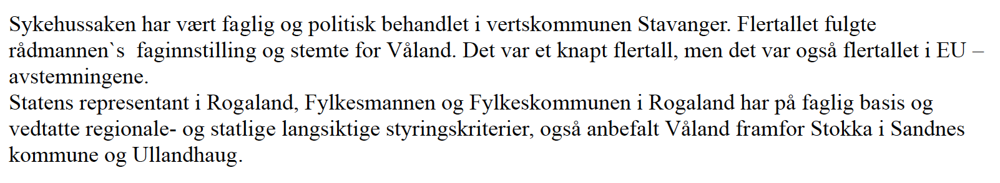 Sykehussaken har vært faglig og politisk behandlet i vertskommunen Stavanger. Flertallet fulgte
rådmannen`s  faginnstilling og stemte for Våland. Det var et knapt flertall, men det var også flertallet i EU –
avstemningene.
Statens representant i Rogaland, Fylkesmannen og Fylkeskommunen i Rogaland har på faglig basis og
vedtatte regionale- og statlige langsiktige styringskriterier, også anbefalt Våland framfor Stokka i Sandnes
kommune og Ullandhaug.